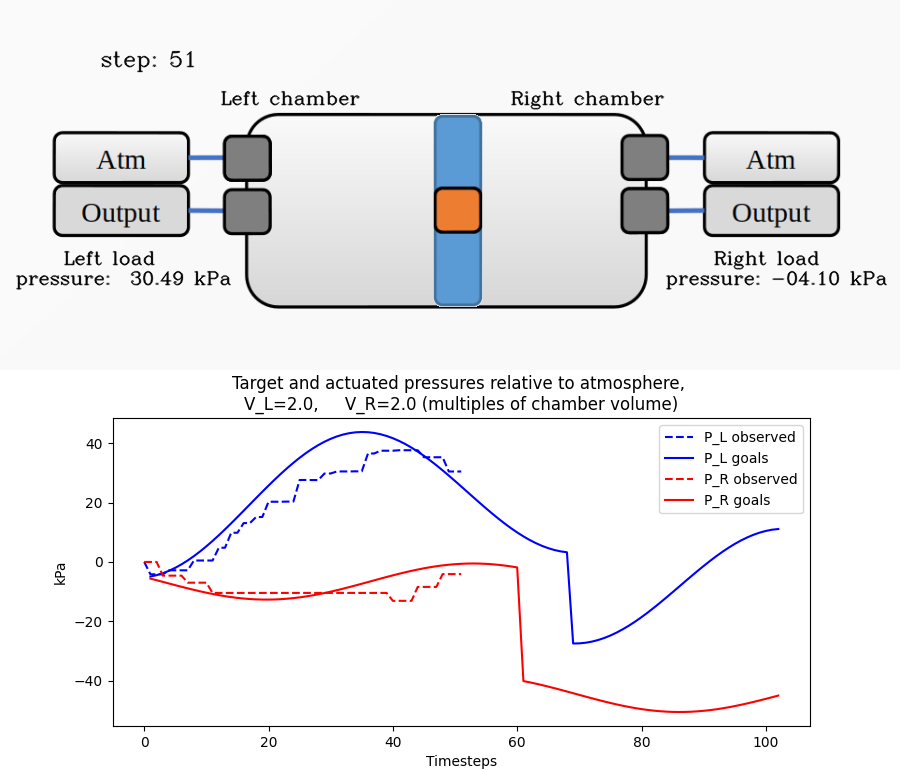 step: 51
Left chamber
Right chamber
Atm
Atm
Output
Output
Left load
pressure:  30.49 kPa
Right load
pressure: −04.10 kPa
Target and actuated pressures relative to atmosphere,
V_L=2.0,     V_R=2.0 (multiples of chamber volume)
P_L observed
P_L goals
P_R observed
P_R goals
40
20
0
−20
−40
kPa
0 20 40 60 80 100
Timesteps